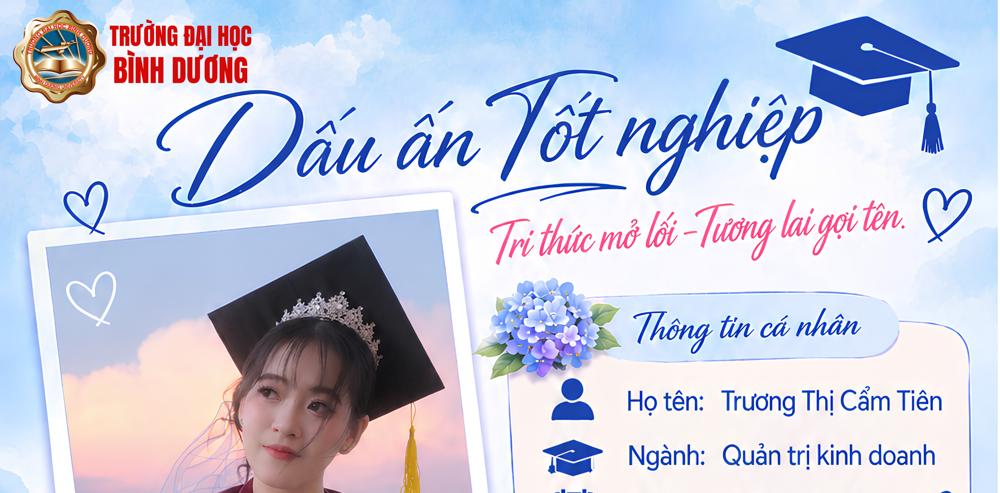 TRƯỜNG ĐẠI HỌC
BÌNH DƯƠNG
Dấu ấn Tốt nghiệp
Tri thức mở lối - Tương lai gọi tên.
Thông tin cá nhân
Họ tên: Trương Thị Cẩm Tiên
Ngành: Quản trị kinh doanh